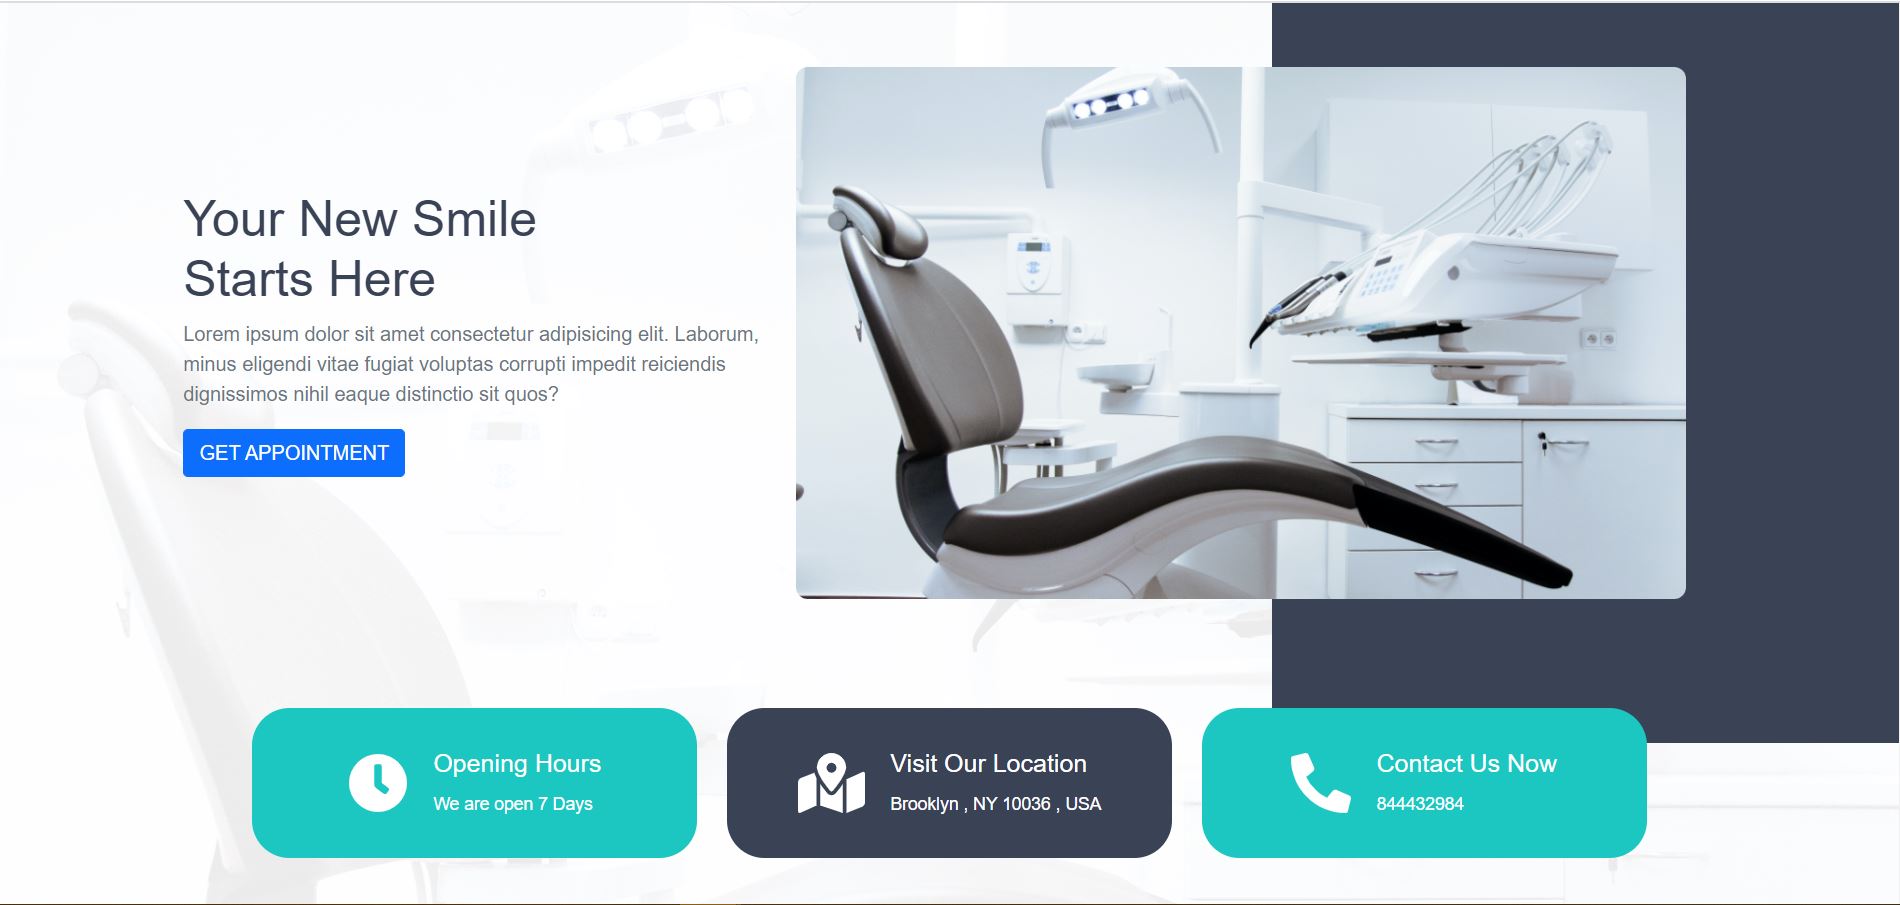 Your New Smile
Starts Here
Lorem ipsum dolor sit amet consectetur adipisicing elit. Laborum,
minus eligendi vitae fugiat voluptas corrupti impedit reiciendis
dignissimos nihil eaque distinctio sit quos?
GET APPOINTMENT
Opening Hours
We are open 7 Days
Visit Our Location
Brooklyn , NY 10036 , USA
Contact Us Now
844432984